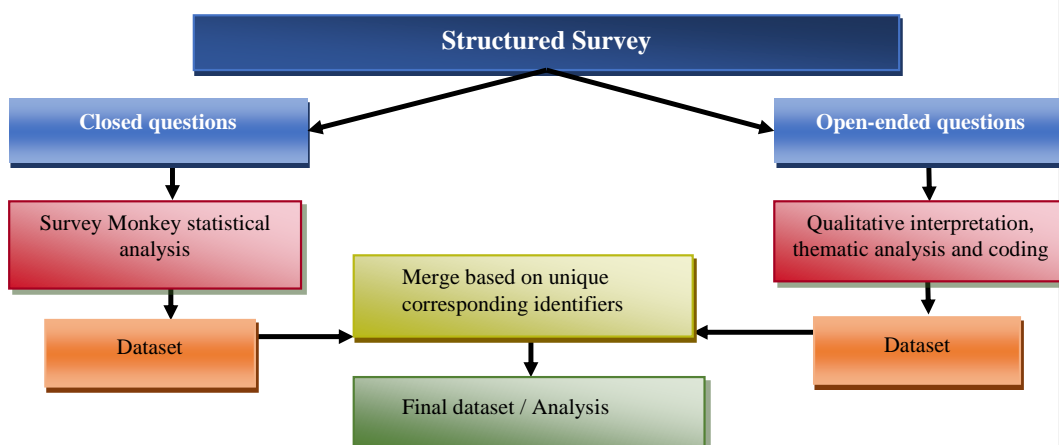 Structured Survey
Closed questions
Open-ended questions
Survey Monkey statistical
analysis
Qualitative interpretation,
thematic analysis and coding
Merge based on unique
corresponding identifiers
Dataset
Dataset
Final dataset / Analysis